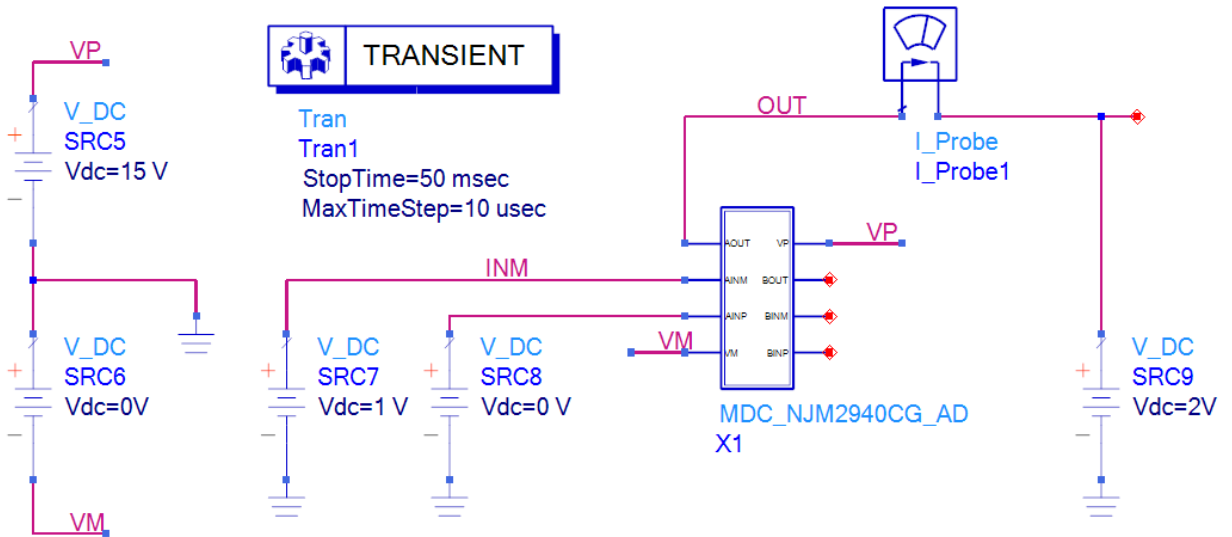 VP
V_DC
SRC5
Vdc=15 V
+
−
TRANSIENT
Tran
Tran1
StopTime=50 msec
MaxTimeStep=10 usec
OUT
I_Probe
I_Probe1
INM
VM
AOUT
AINM
AINP
VM
VP
BOUT
BINM
BINP
VP
MDC_NJM2940CG_AD
X1
V_DC
SRC6
Vdc=0V
+
−
VM
V_DC
SRC7
Vdc=1 V
+
−
V_DC
SRC8
Vdc=0 V
+
−
V_DC
SRC9
Vdc=2V
+
−